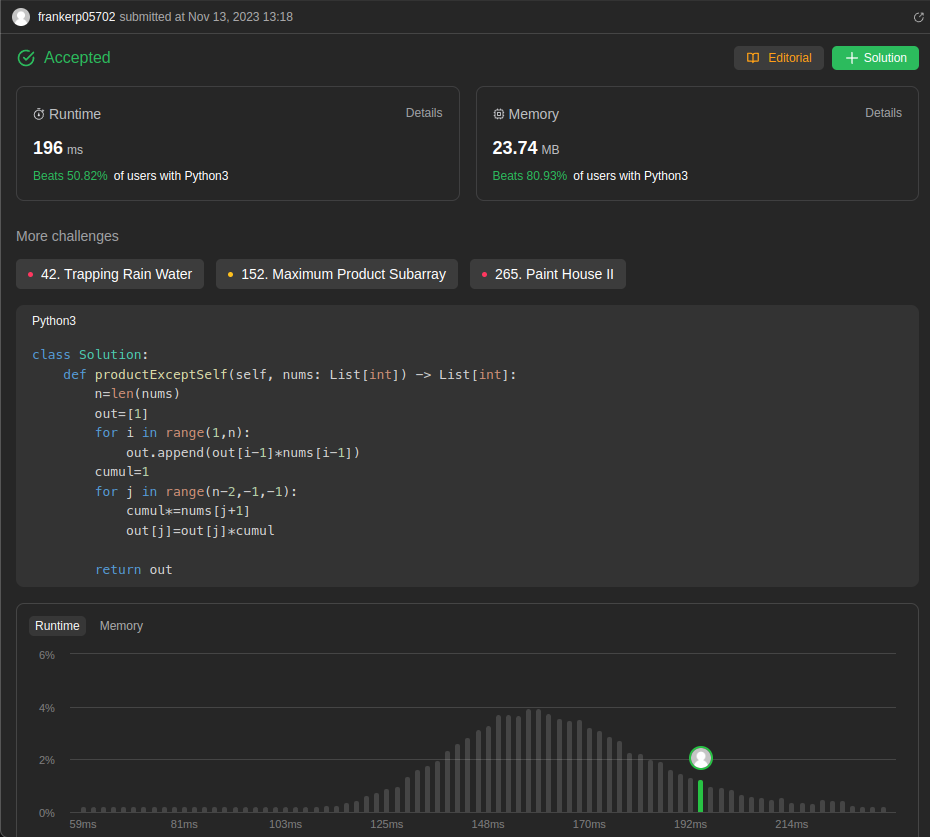 frankerp05702 submitted at Nov 13, 2023 13:18
Accepted
Editorial
Solution
Runtime
Details
196 ms
Beats 50.82% of users with Python3
Memory
Details
23.74 MB
Beats 80.93% of users with Python3
More challenges
42. Trapping Rain Water
152. Maximum Product Subarray
265. Paint House II
Python3
class Solution:
    def productExceptSelf(self, nums: List[int]) -> List[int]:
        n=len(nums)
        out=[1]
        for i in range(1,n):
            out.append(out[i-1]*nums[i-1])
        cumul=1
        for j in range(n-2,-1,-1):
            cumul*=nums[j+1]
            out[j]=out[j]*cumul
        return out
Runtime Memory
6%
4%
2%
0%
59ms 81ms 103ms 125ms 148ms 170ms 192ms 214ms